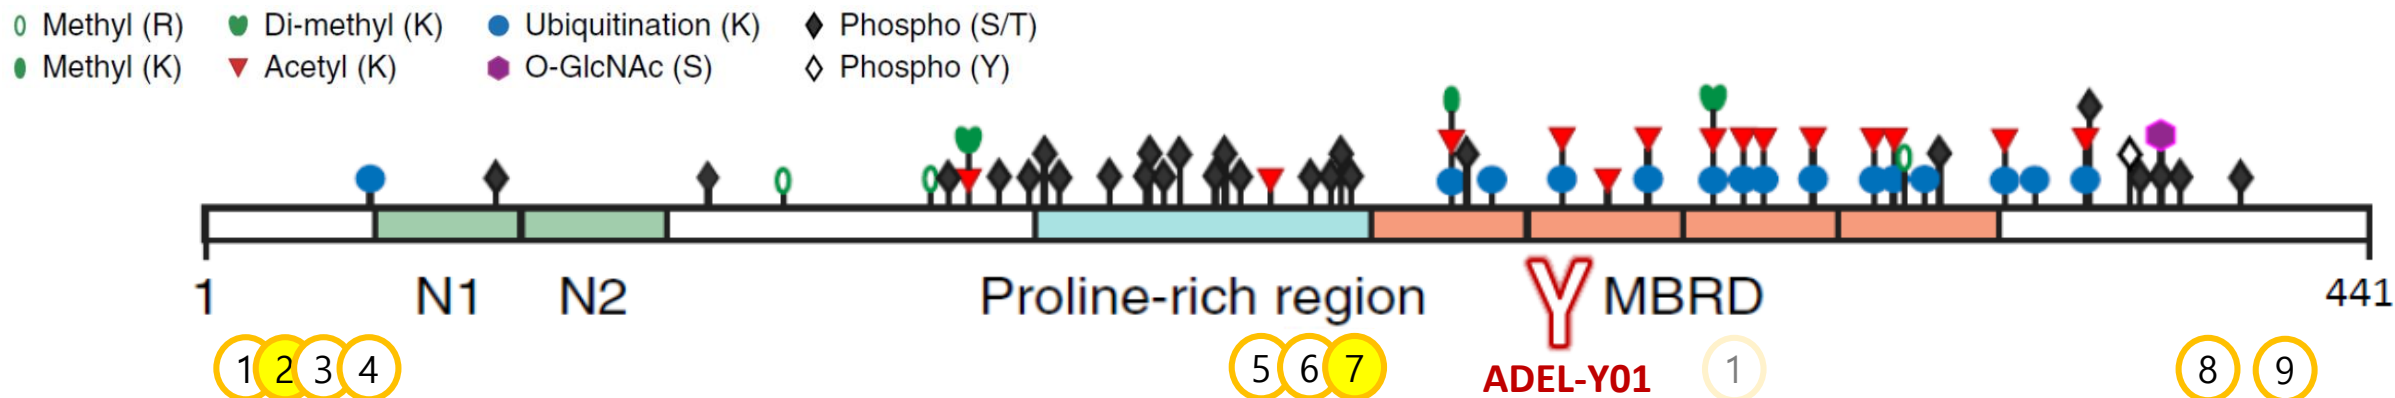 Methyl (R) Di-methyl (K) Ubiquitination (K) Phospho (S/T)
Methyl (K) Acetyl (K) O-GlcNAc (S) Phospho (Y)
1 N1 N2 Proline-rich region Y MBRD 441
1 2 3 4 5 6 7 ADEL-Y01 1 8 9